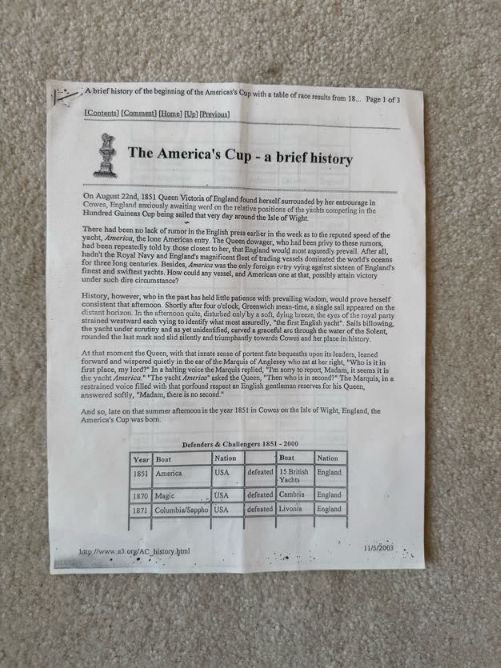 A brief history of the beginning of the Americas's Cup with a table of race results from 18... Page 1 of 3
[Contents] [Comment] [Home] [Up] [Previous]
The America's Cup - a brief history
On August 22nd, 1851 Queen Victoria of England found herself surrounded by her entourage in
Cowes, England anxiously awaiting word on the relative positions of the yachts competing in the
Hundred Guineas Cup being sailed that very day around the Isle of Wight.
There had been no lack of rumor in the English press earlier in the week as to the reputed speed of the
yacht, America, the lone American entry. The Queen dowager, who had been privy to these rumors,
had been repeatedly told by those closest to her, that England would most assuredly prevail. After all,
hadn't the Royal Navy and England's magnificent fleet of trading vessels dominated the world's oceans
for three long centuries. Besides, America was the only foreign entry vying against sixteen of England's
finest and swiftest yachts. How could any vessel, and American one at that, possibly attain victory
under such dire circumstance?
History, however, who in the past has held little patience with prevailing wisdom, would prove herself
consistent that afternoon. Shortly after four o'clock, Greenwich mean-time, a single sail appeared on the
distant horizon. In the afternoon quite, disturbed only by a soft, dying breeze, the eyes of the royal party
strained westward each vying to identify what most assuredly, "the first English yacht". Sails billowing,
the yacht under scrutiny and as yet unidentified, carved a graceful arc through the water of the Solent,
rounded the last mark and slid silently and triumphantly towards Cowes and her place in history.
At that moment the Queen, with that innate sense of portent fate bequeaths upon its leaders, leaned
forward and wispered quietly in the ear of the Marquis of Anglesey who sat at her right, "Who is it in
first place, my lord?" In a halting voice the Marquis replied, "I'm sorry to report, Madam, it seems it is
the yacht America." "The yacht America" asked the Queen, "Then who is in second?" The Marquis, in a
restrained voice filled with that profound respect an English gentleman reserves for his Queen,
answered softly, "Madam, there is no second."
And so, late on that summer afternoon in the year 1851 in Cowes on the Isle of Wight, England, the
America's Cup was born.
Defenders & Challengers 1851 - 2000
Year Boat Nation Boat Nation
1851 America USA defeated 15 British Yachts England
1870 Magic USA defeated Cambria England
1871 Columbia/Sappho USA defeated Livonia England
http://www.a3.org/AC_history.html 11/5/2003